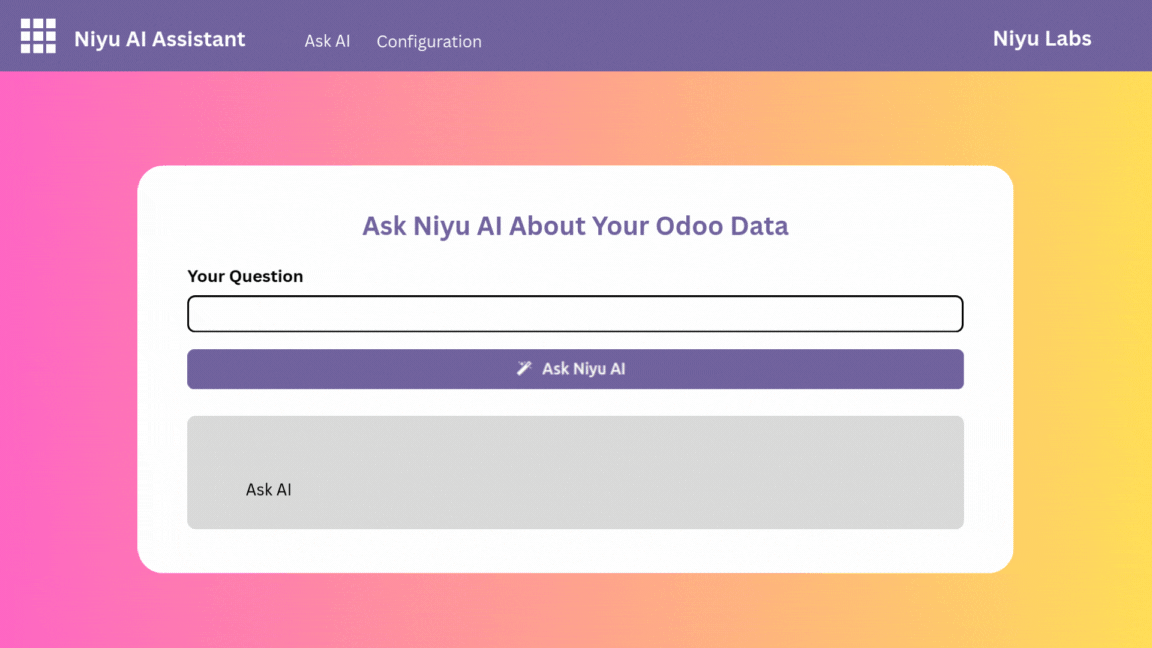 Niyu AI Assistant Ask AI Configuration Niyu Labs
Ask Niyu AI About Your Odoo Data
Your Question
Ask Niyu AI
Ask AI